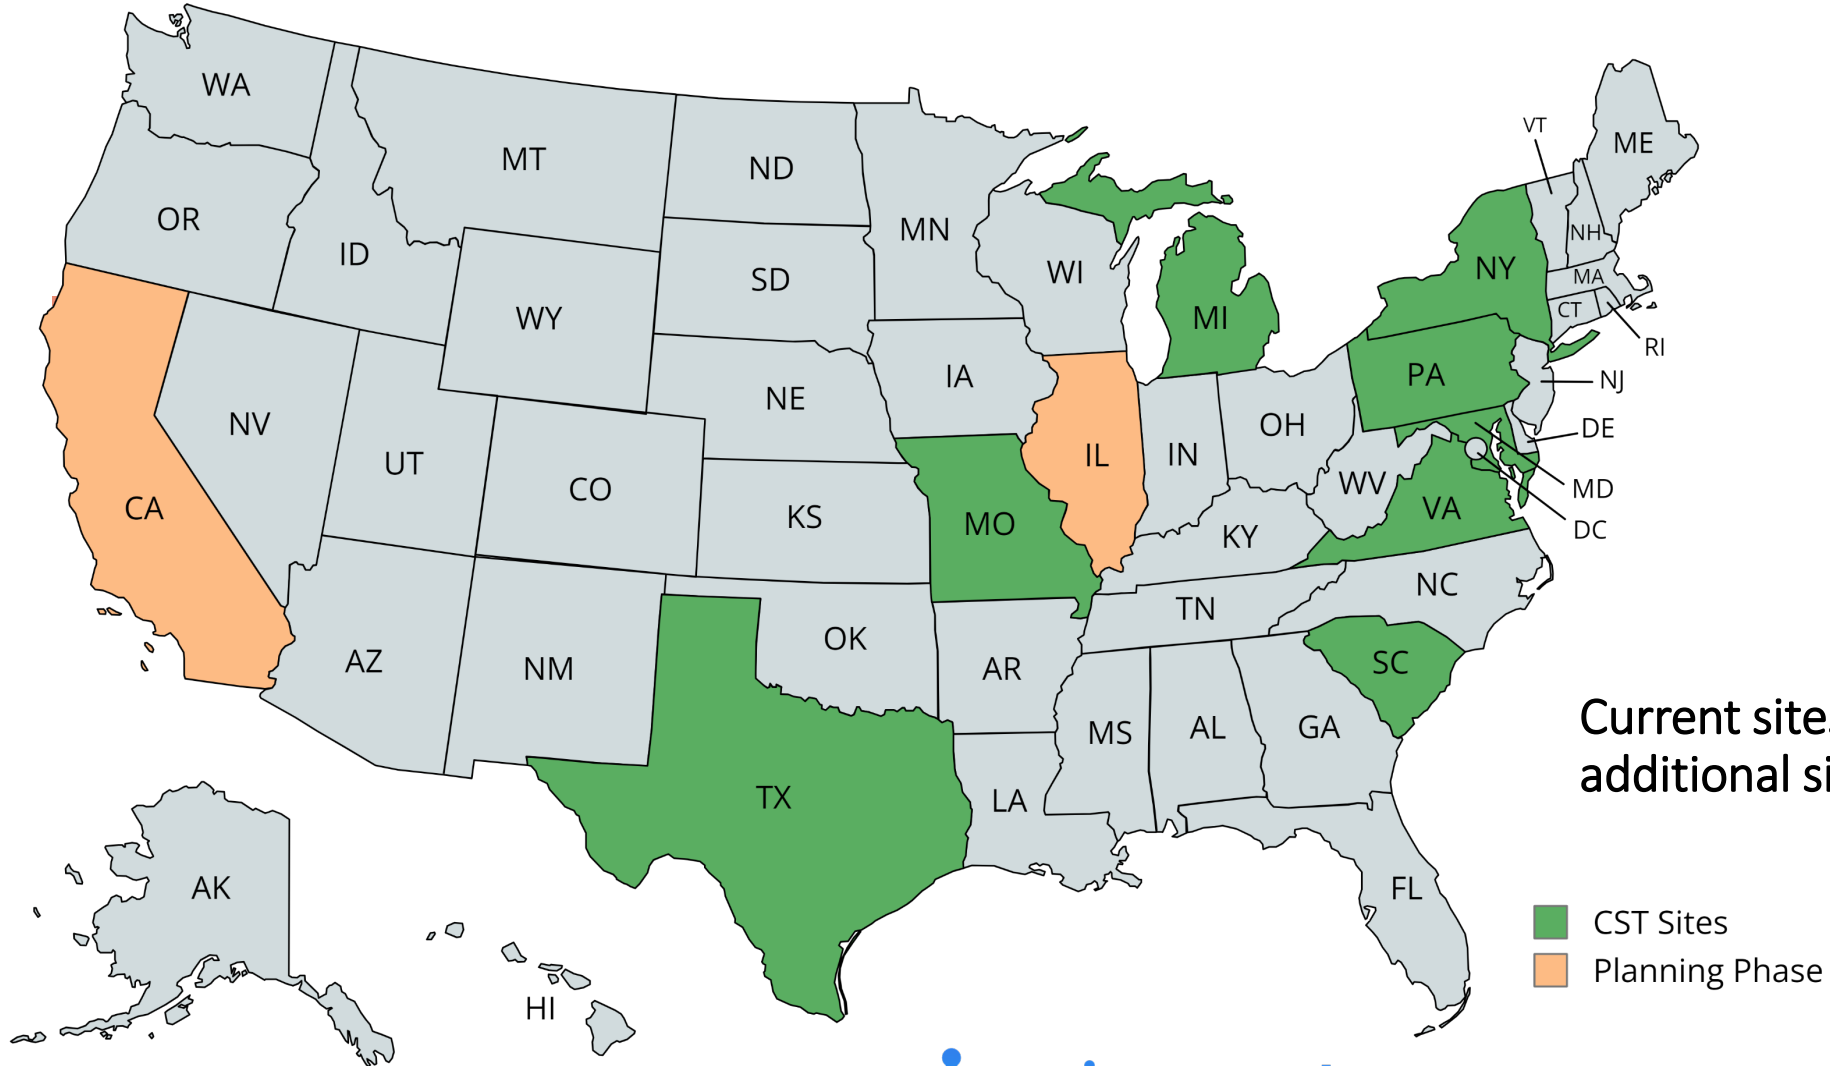 WA
MT
ND
MN
OR
ID
SD
WI
WY
MI
NY
VT
ME
NH
MA
CT
RI
NV
UT
CO
NE
IA
PA
NJ
CA
KS
MO
IL
IN
OH
WV
VA
DE
MD
DC
KY
NC
TN
AZ
NM
OK
AR
SC
TX
LA
MS
AL
GA
FL
AK
HI
Current
additional
CST Sites
Planning Phase